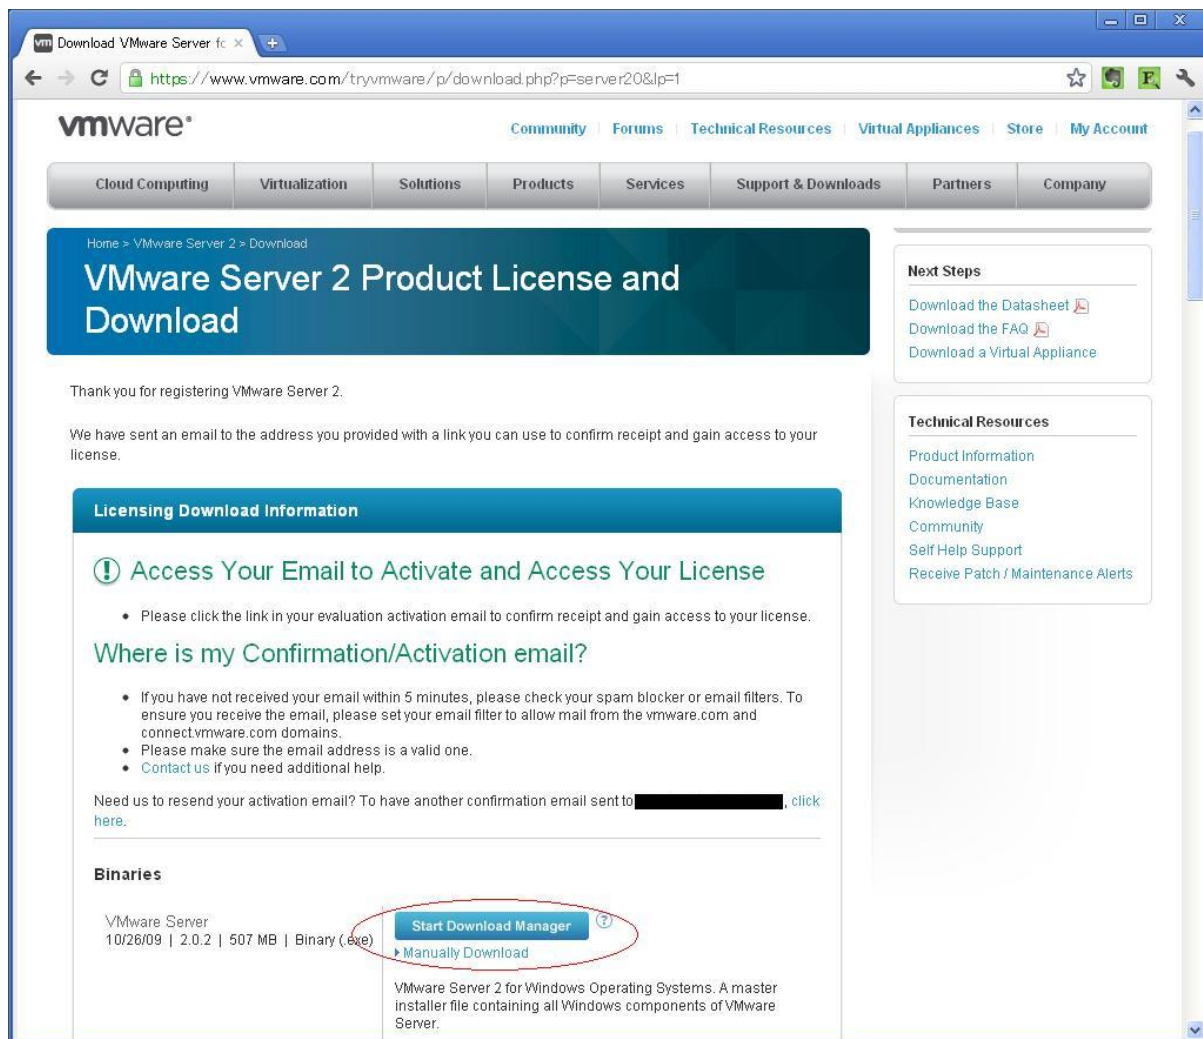 Download VMware Server fc
https://www.vmware.com/tryvmware/p/download.php?p=server20&lp=1
vmware®
Community Forums Technical Resources Virtual Appliances Store My Account
Cloud Computing Virtualization Solutions Products Services Support & Downloads Partners Company
Home > VMware Server 2 > Download
VMware Server 2 Product License and
Download
Thank you for registering VMware Server 2.
We have sent an email to the address you provided with a link you can use to confirm receipt and gain access to your
license.
Licensing Download Information
Access Your Email to Activate and Access Your License
• Please click the link in your evaluation activation email to confirm receipt and gain access to your license.
Where is my Confirmation/Activation email?
• If you have not received your email within 5 minutes, please check your spam blocker or email filters. To
ensure you receive the email, please set your email filter to allow mail from the vmware.com and
connect.vmware.com domains.
• Please make sure the email address is a valid one.
• Contact us if you need additional help.
Need us to resend your activation email? To have another confirmation email sent to , click
here.
Binaries
VMware Server
10/26/09 | 2.0.2 | 507 MB | Binary (.exe)
Start Download Manager ?
Manually Download
VMware Server 2 for Windows Operating Systems. A master
installer file containing all Windows components of VMware
Server.
Next Steps
Download the Datasheet
Download the FAQ
Download a Virtual Appliance
Technical Resources
Product Information
Documentation
Knowledge Base
Community
Self Help Support
Receive Patch / Maintenance Alerts